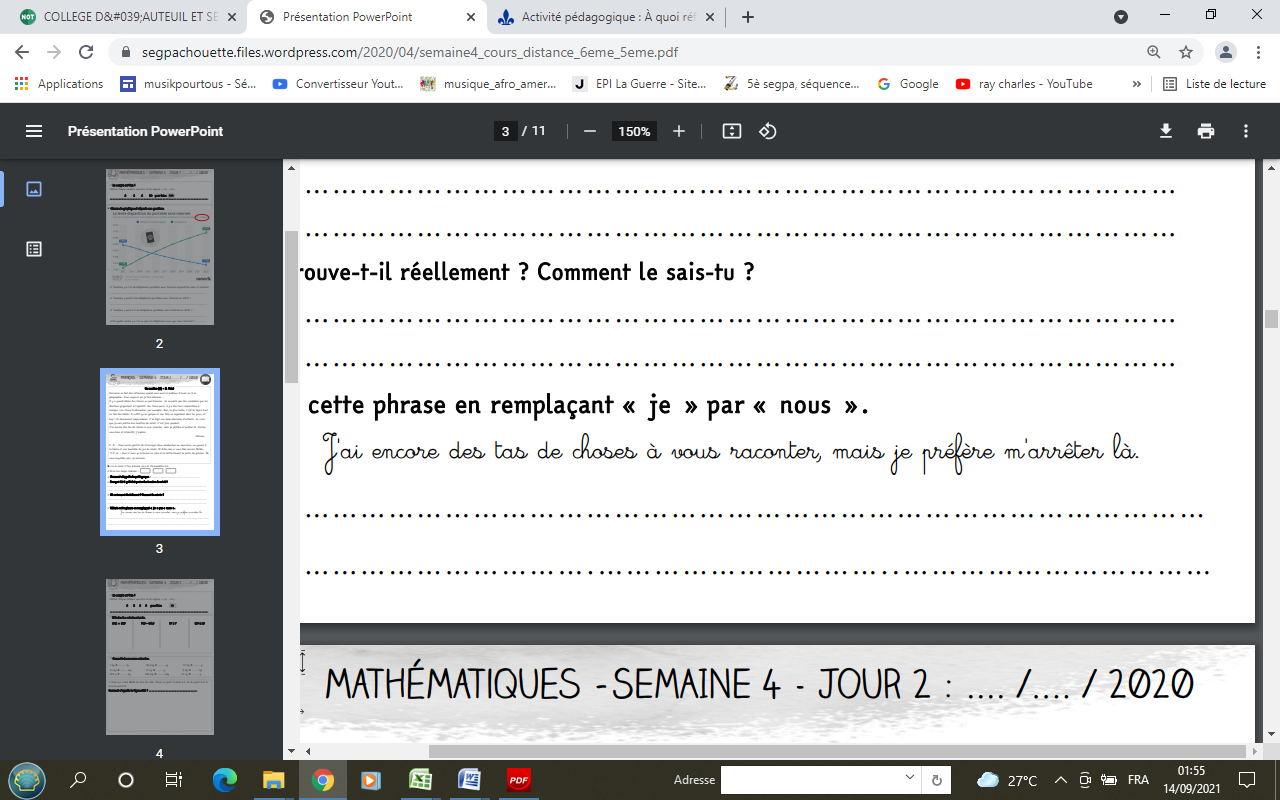 COLLEGE D&#039;AUTEUIL ET SE
Présentation PowerPoint
Activité pédagogique : À quoi ré
segpachouette.files.wordpress.com/2020/04/semaine4_cours_distance_6eme_5eme.pdf
Applications
musikpourtous - Sé...
Convertisseur Yout...
musique_afro_amer...
EPI La Guerre - Site...
5è segpa, séquence...
Google
ray charles - YouTube
»
Liste de lecture
Présentation PowerPoint
3 / 11
150%
2
3
4
rouve-t-il réellement ? Comment le sais-tu ?
cette phrase en remplaçant « je » par « nous ».
J'ai encore des tas de choses à vous raconter, mais je préfère m'arrêter là.
MATHÉMATIQUES - SEMAINE 4 - JOUR 2 : .... /.... / 2020
Adresse
27°C
FRA
01:55
14/09/2021
PDF